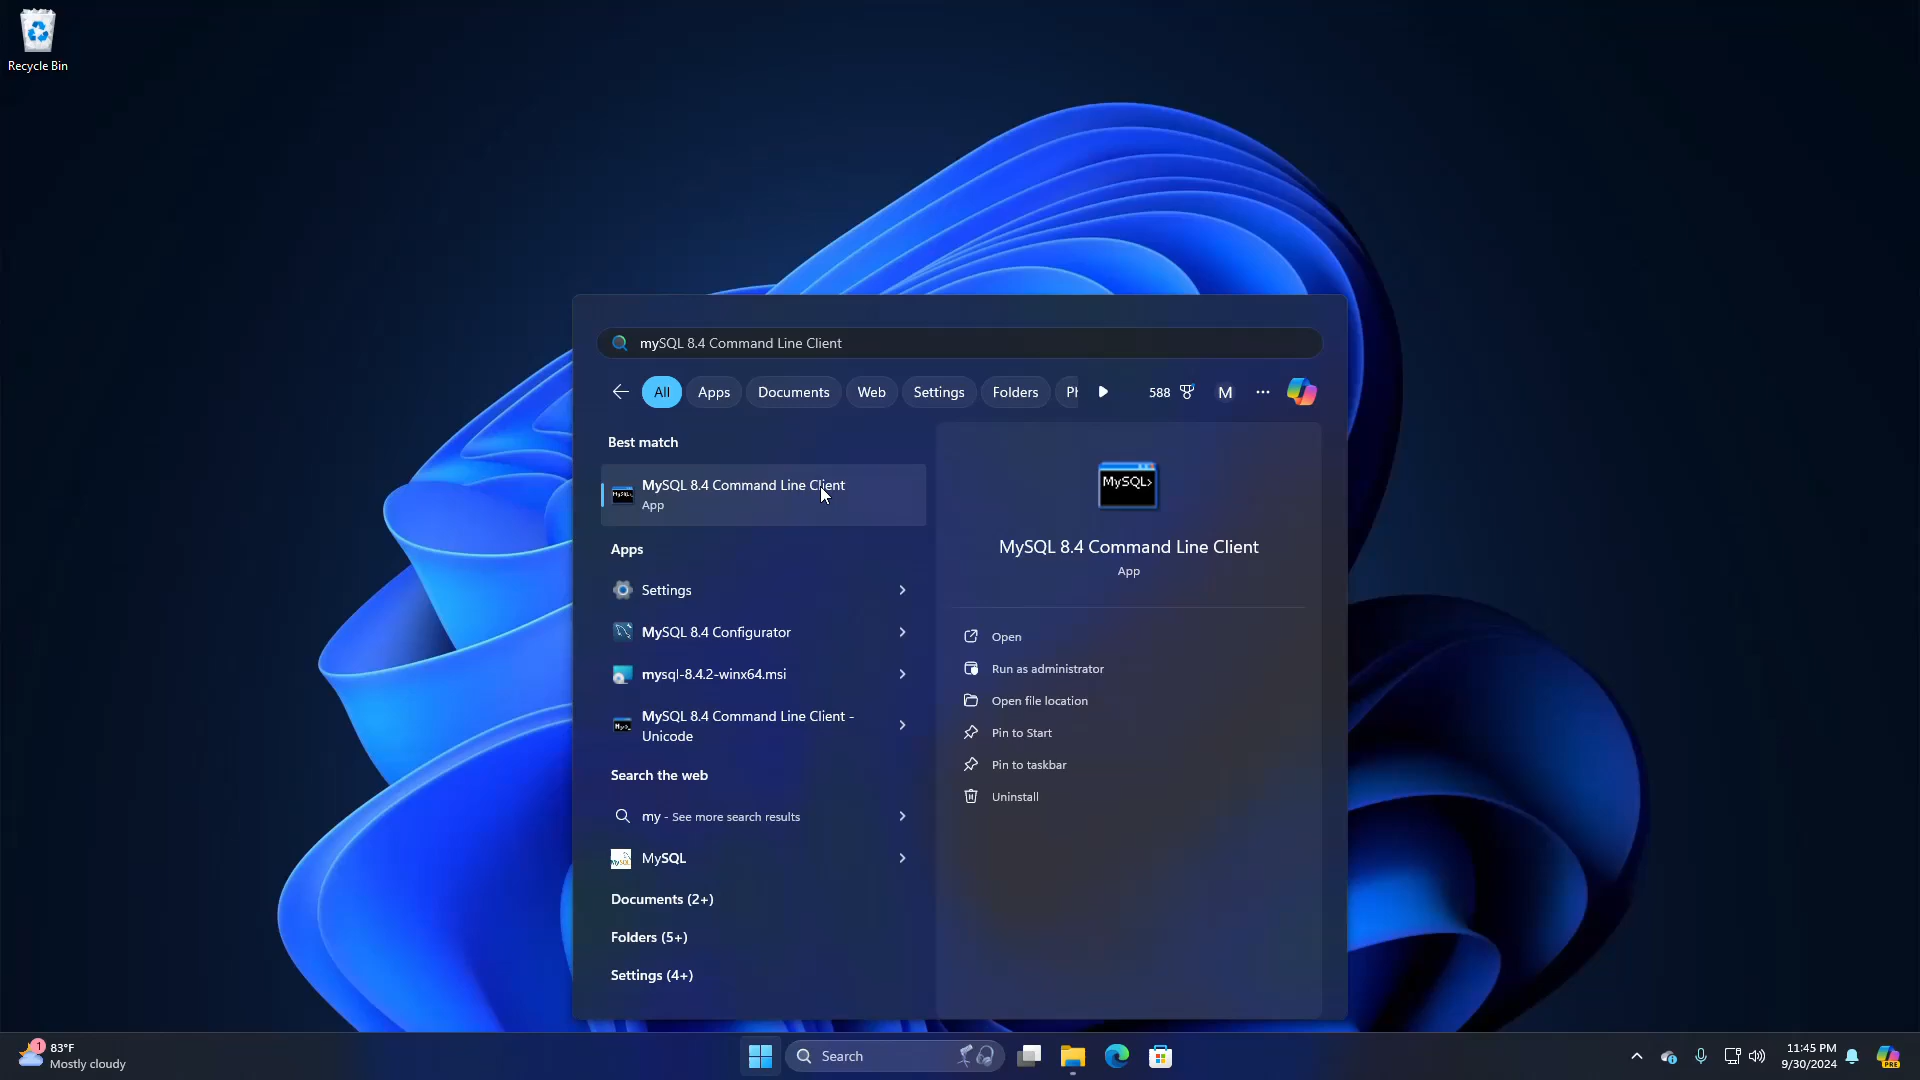 Recycle Bin
mySQL 8.4 Command Line Client
All Apps Documents Web Settings Folders Ph 588 M ...
Best match
MySQL 8.4 Command Line Client
App
Apps
Settings
MySQL 8.4 Configurator
mysql-8.4.2-winx64.msi
MySQL 8.4 Command Line Client -
Unicode
Search the web
my - See more search results
MySQL
Documents (2+)
Folders (5+)
Settings (4+)
MySQL>
MySQL 8.4 Command Line Client
App
Open
Run as administrator
Open file location
Pin to Start
Pin to taskbar
Uninstall
1
83°F
Mostly cloudy
Search
11:45 PM
9/30/2024
PRE